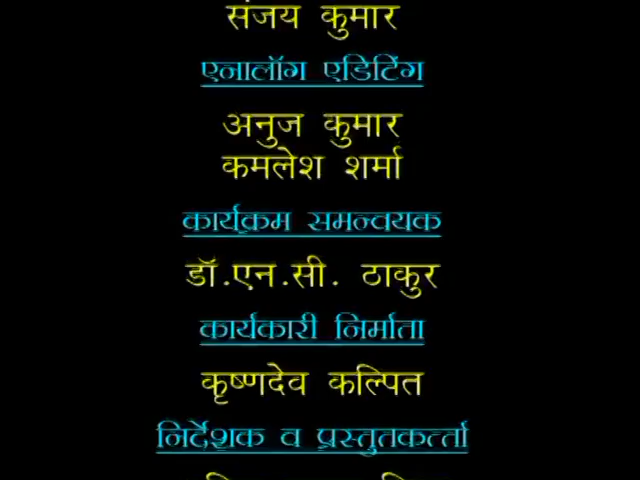 संजय कुमार
एनालॉग एडिटिंग
अनुज कुमार
कमलेश शर्मा
कार्यक्रम समन्वयक
डॉ.एन.सी. ठाकुर
कार्यकारी निर्माता
कृष्णदेव कल्पित
निर्देशक व प्रस्तुतकर्त्ता